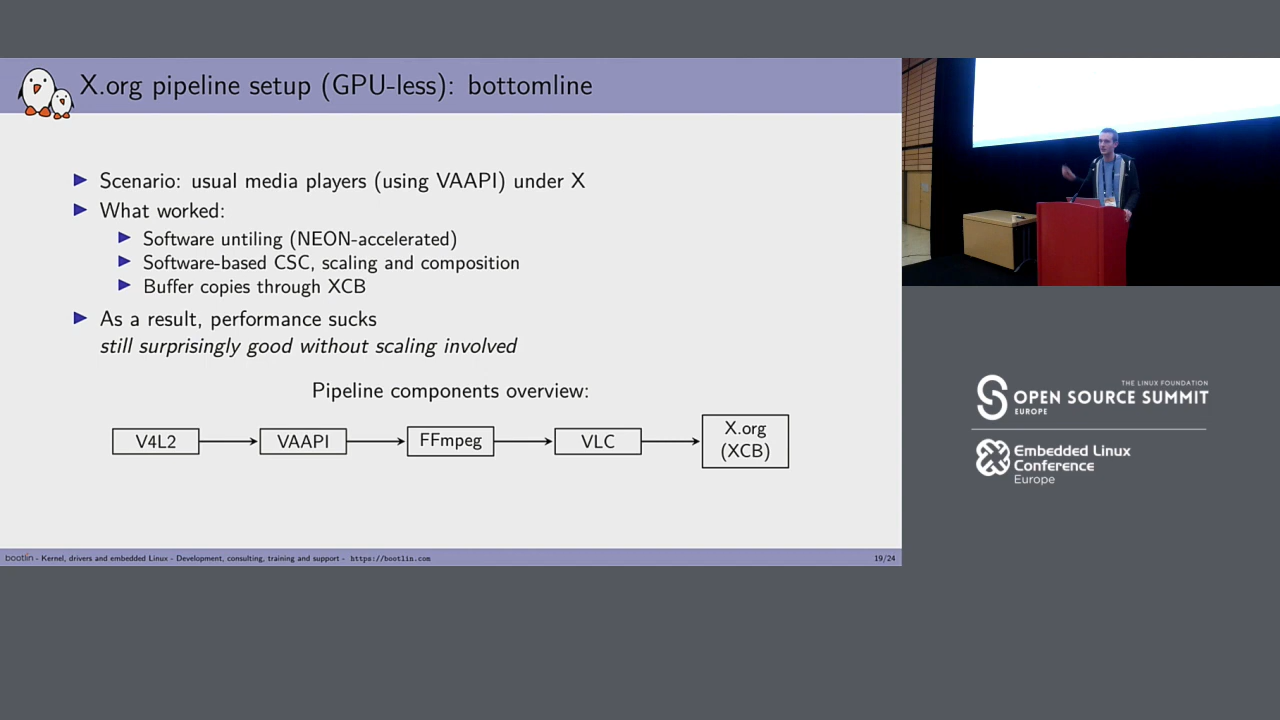 X.org pipeline setup (GPU-less): bottomline
Scenario: usual media players (using VAAPI) under X
What worked:
Software untiling (NEON-accelerated)
Software-based CSC, scaling and composition
Buffer copies through XCB
As a result, performance sucks
still surprisingly good without scaling involved
Pipeline components overview:
V4L2
VAAPI
FFmpeg
VLC
X.org
(XCB)
bootlin - Kernel, drivers and embedded Linux - Development, consulting, training and support - https://bootlin.com
19/24
THE LINUX FOUNDATION
OPEN SOURCE SUMMIT
EUROPE
Embedded Linux
Conference
Europe